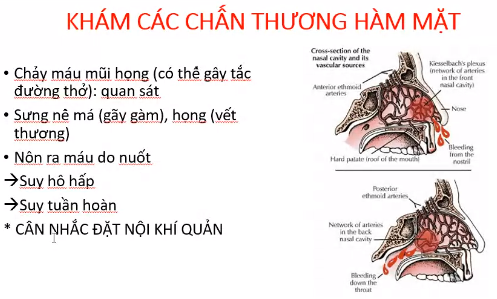 KHÁM CÁC CHẤN THƯƠNG HÀM MẶT
• Chảy máu mũi họng (có thể gây tắc
đường thở): quan sát
• Sưng nề má (gãy gàm), họng (vết
thương)
• Nôn ra máu do nuốt
→Suy hô hấp
→Suy tuần hoàn
* CÂN NHẮC ĐẶT NỘI KHÍ QUẢN
Cross-section of the
nasal cavity and its
vascular sources
Kiesselbach's plexus
(network of arteries
in the front
nasal cavity)
Anterior ethmoid
arteries
Nose
Hard patate (roof of the mouth)
Bleeding
from the
nostril
Posterior
ethmoid arteries
Network of arteries
in the back
nasal cavity
Bleeding
down the
throat